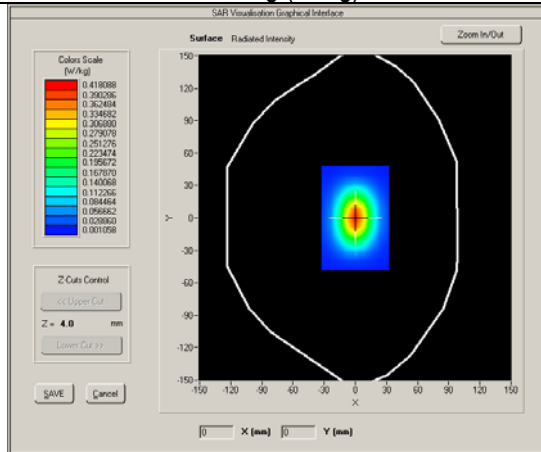 SAR Visualisation Graphical Interface
Surface Radiated Intensity
Zoom In/Out
Colors Scale
(W/kg)
0.418088
0.390286
0.362484
0.334682
0.306880
0.279078
0.251276
0.223474
0.195672
0.167870
0.140068
0.112266
0.084464
0.056662
0.028860
0.001058
150-
120-
90-
60-
30-
Y
0-
-30-
-60-
-90-
-120-
-150-
-150 -120 -90 -60 -30 0 30 60 90 120 150
X
Z-Cuts Control
<< Upper Cut
Z = 4.0 mm
Lower Cut >>
SAVE Cancel
0 X (mm) 0 Y (mm)